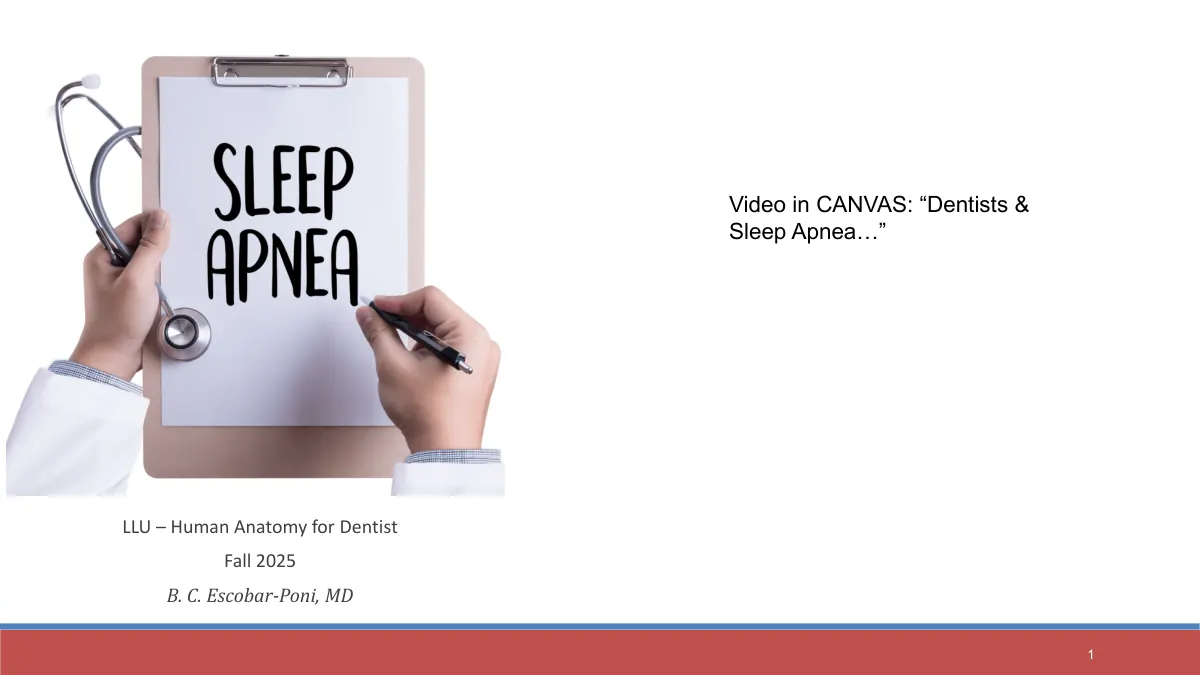 SLEEP
APNEA
Video in CANVAS: “Dentists &
Sleep Apnea…”
LLU – Human Anatomy for Dentist
Fall 2025
B. C. Escobar-Poni, MD
1